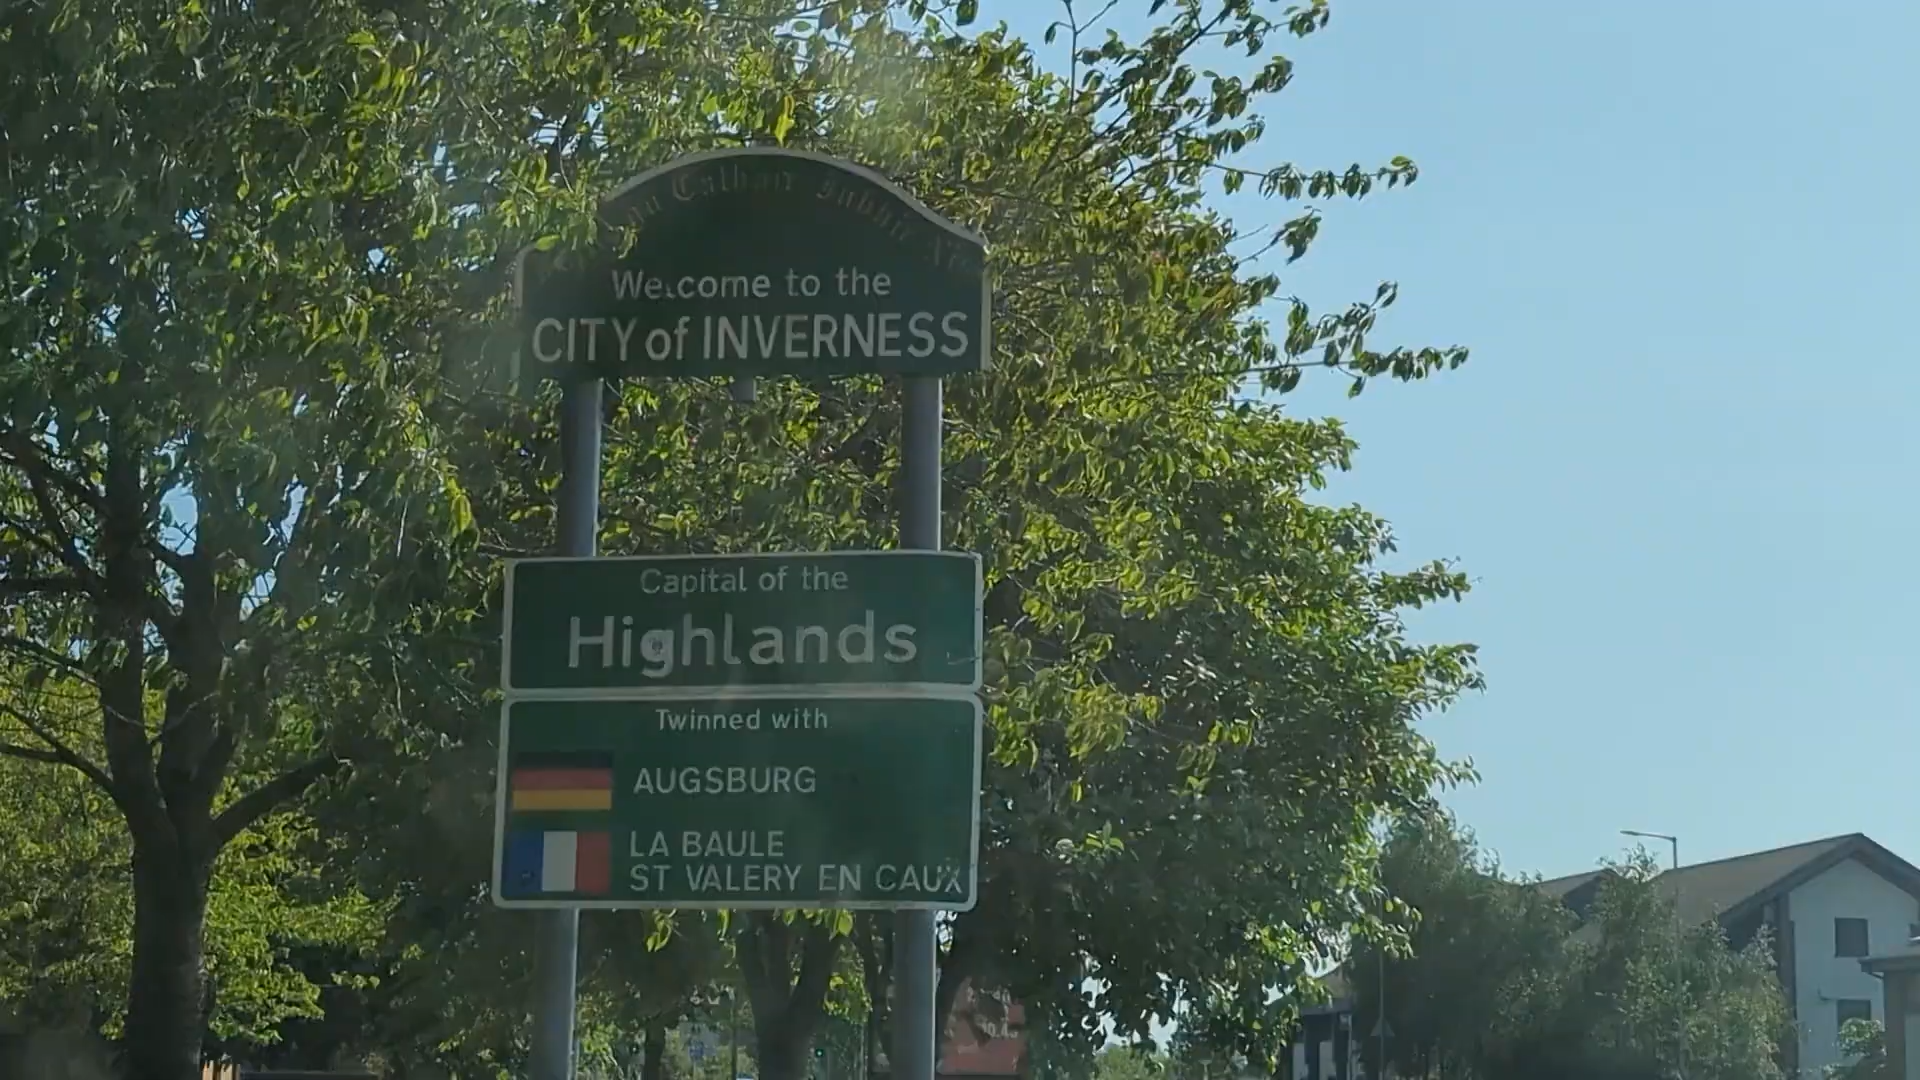 Welcome to the
CITY of INVERNESS
Capital of the
Highlands
Twinned with
AUGSBURG
LA BAULE
ST VALERY EN CAUX